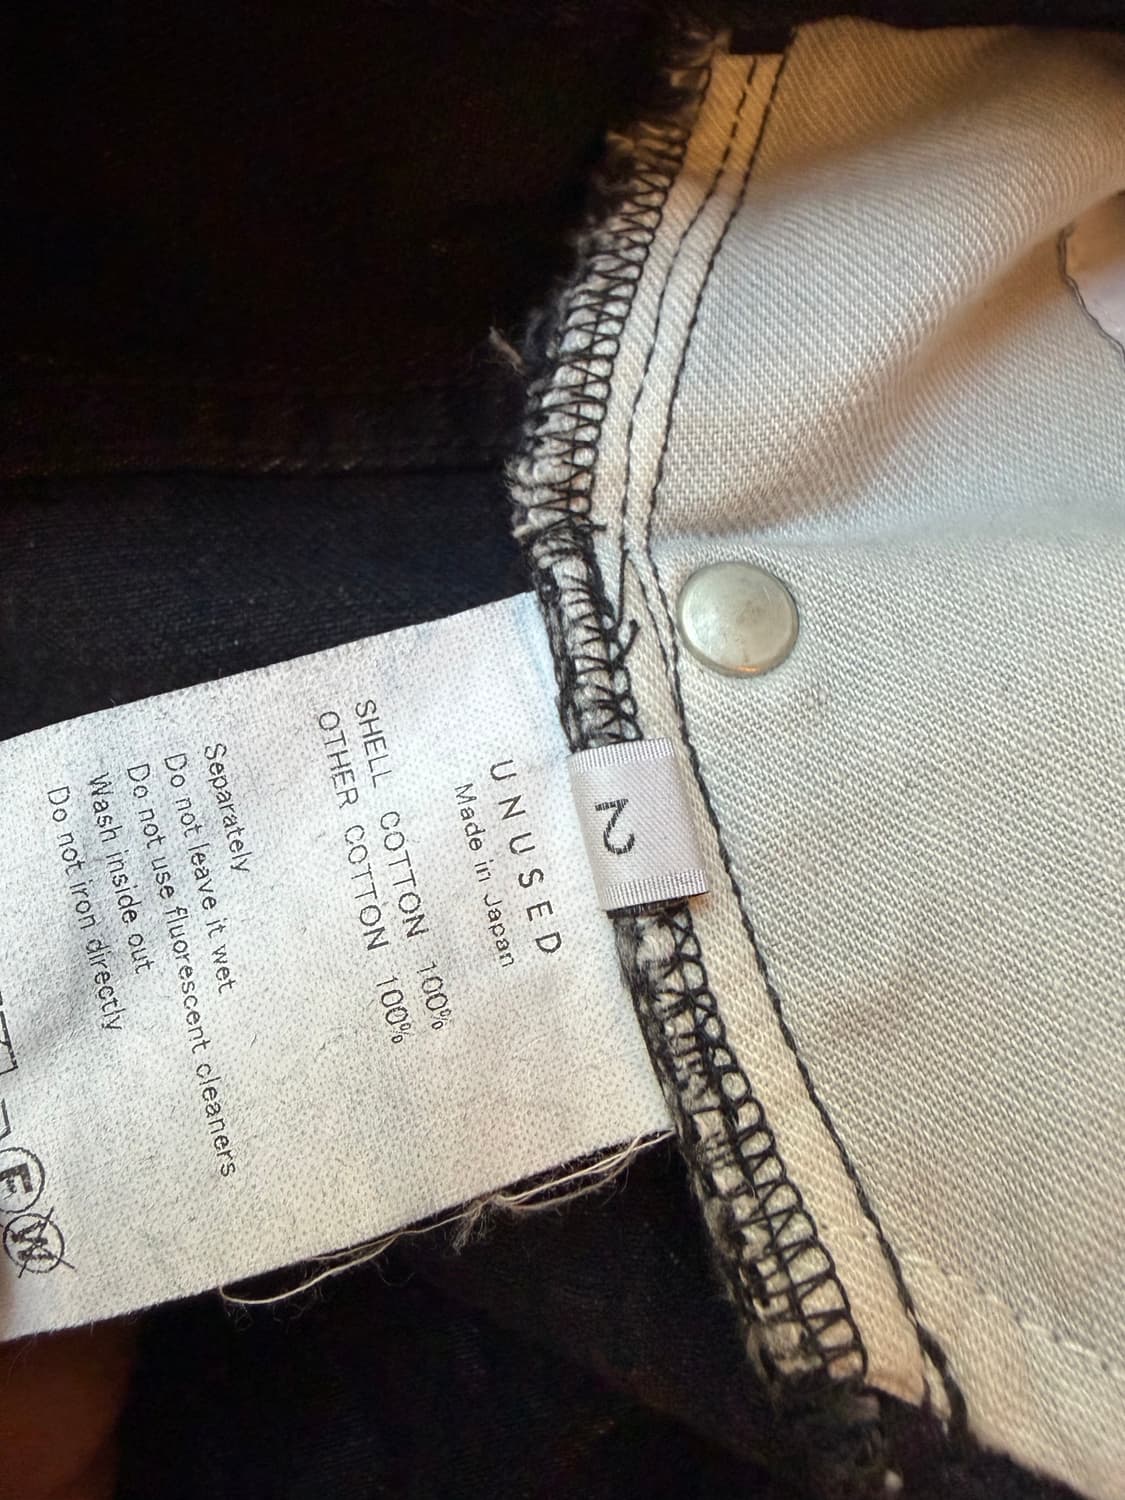 UNUSED
Made in Japan
SHELL COTTON 100%
OTHER COTTON 100%
Separately
Do not leave it wet
Do not use fluorescent cleaners
Wash inside out
Do not iron directly
F
W
2